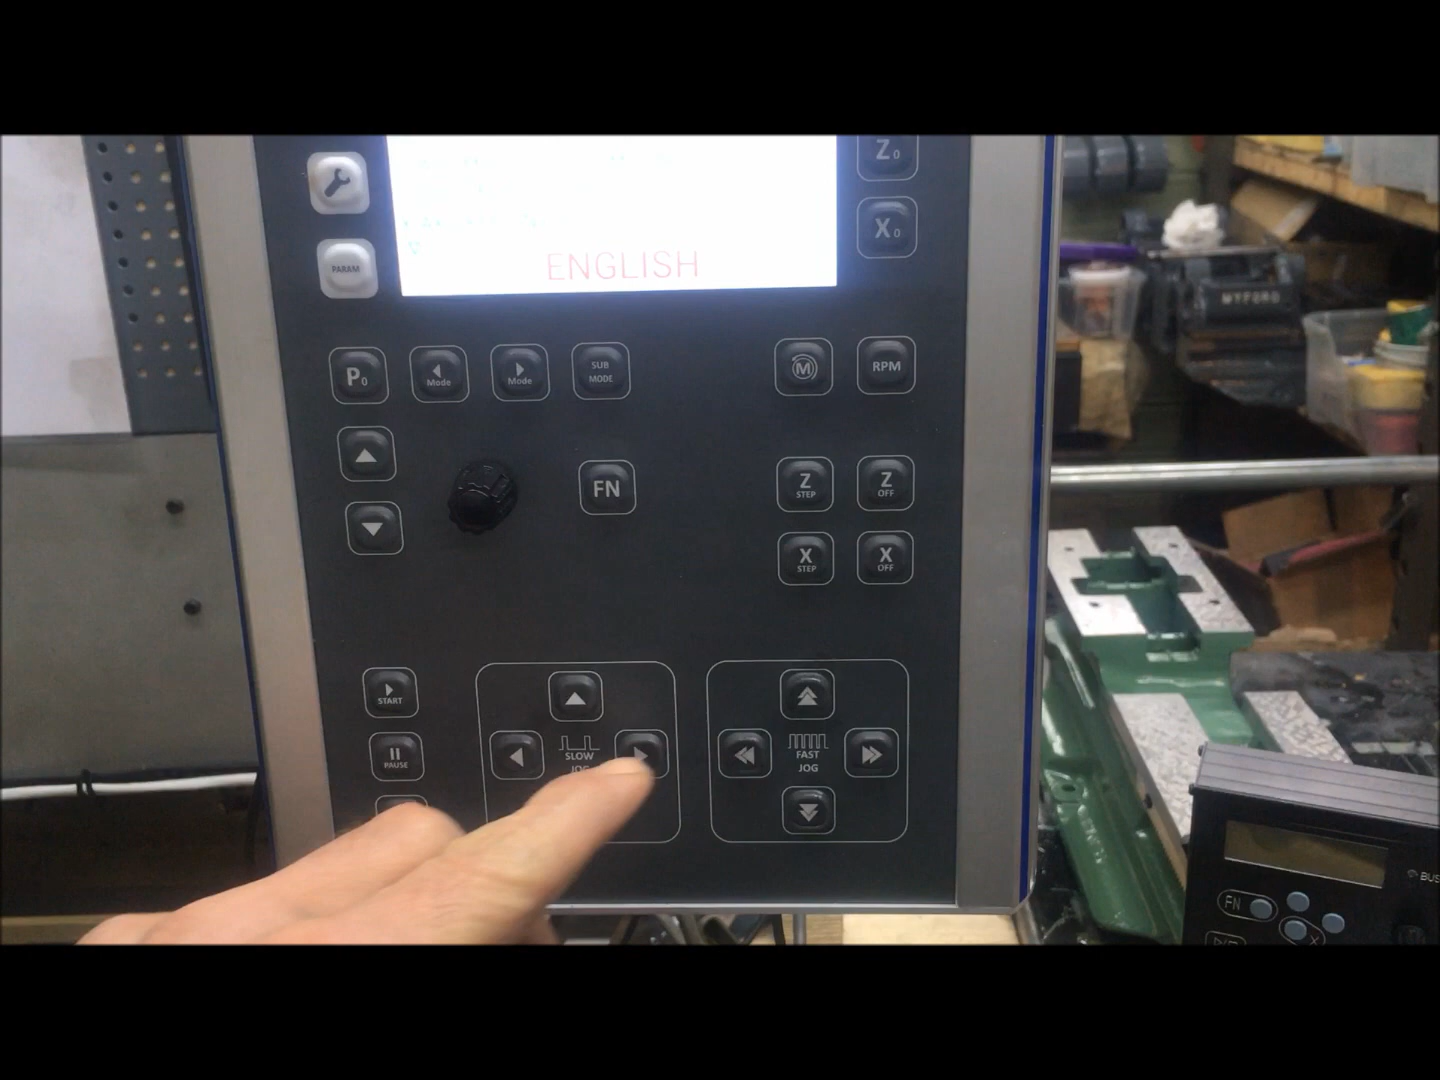 Z0
X0
PARAM
ENGLISH
P0
Mode
Mode
SUB
MODE
M
RPM
FN
Z
STEP
Z
OFF
X
STEP
X
OFF
START
PAUSE
SLOW
JOG
FAST
JOG
MYFORD
FN
X